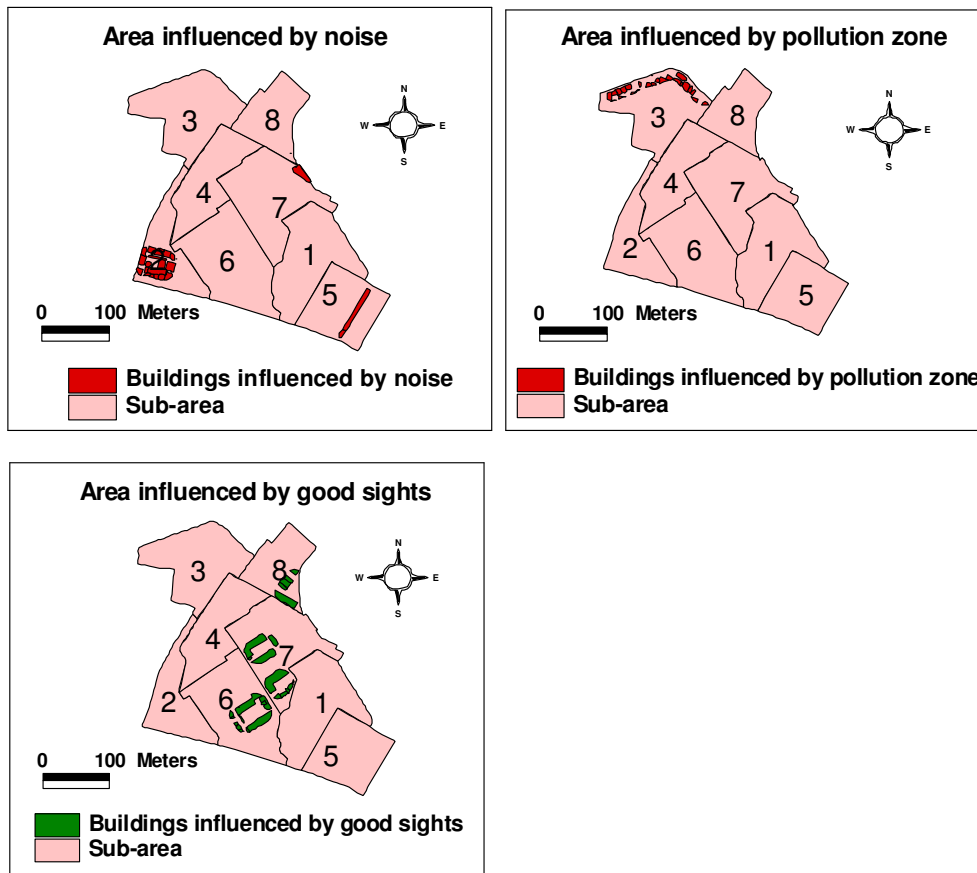 Area influenced by noise
3
8
N
W
E
S
4
7
6
1
5
0 100 Meters
Buildings influenced by noise
Sub-area
Area influenced by pollution zone
3
8
N
W
E
S
4
7
2
6
1
5
0 100 Meters
Buildings influenced by pollution zone
Sub-area
Area influenced by good sights
3
8
N
W
E
S
4
7
2
6
1
5
0 100 Meters
Buildings influenced by good sights
Sub-area